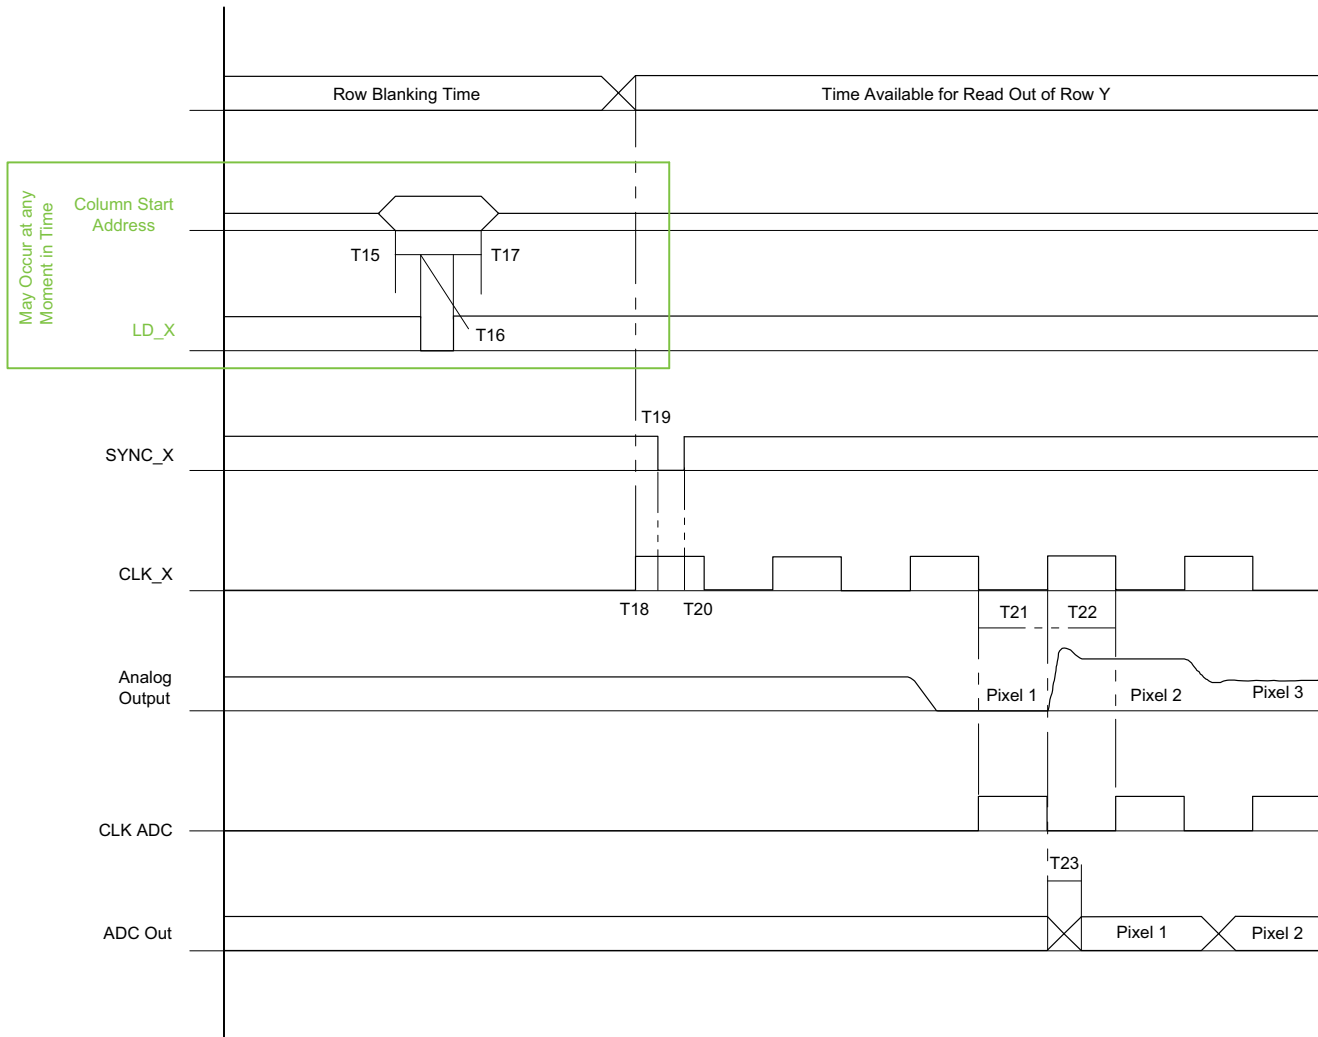 Row Blanking Time
Time Available for Read Out of Row Y
May Occur at any
Moment in Time
Column Start
Address
T15
T17
LD_X
T16
T19
SYNC_X
CLK_X
T18
T20
T21
T22
Analog
Output
Pixel 1
Pixel 2
Pixel 3
CLK ADC
T23
ADC Out
Pixel 1
Pixel 2